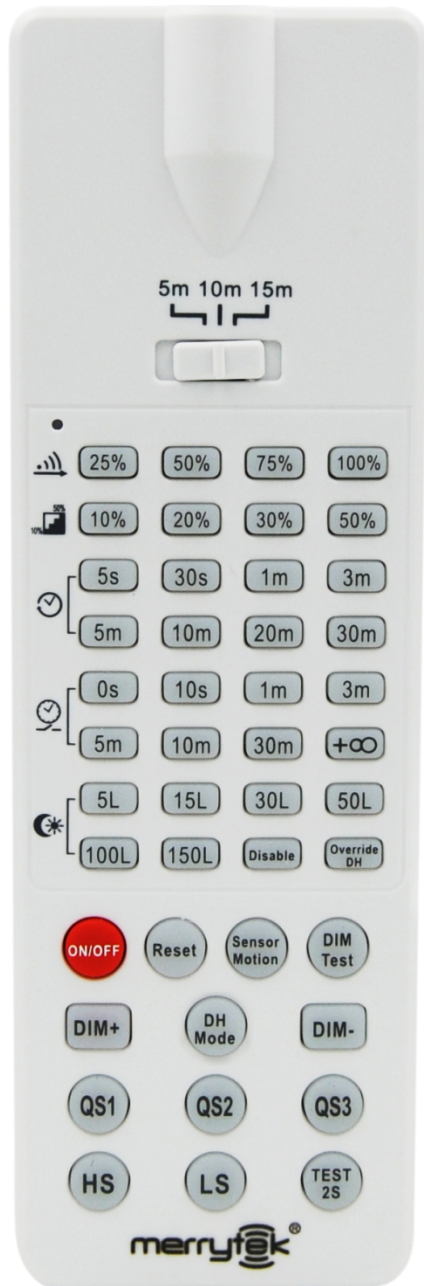 5m 10m 15m
25% 50% 75% 100%
50%
10%
10% 20% 30% 50%
5s 30s 1m 3m
5m 10m 20m 30m
0s 10s 1m 3m
5m 10m 30m +∞
5L 15L 30L 50L
100L 150L Disable Override DH
ON/OFF Reset Sensor Motion DIM Test
DIM+ DH Mode DIM-
QS1 QS2 QS3
HS LS TEST 2S
merrytek®